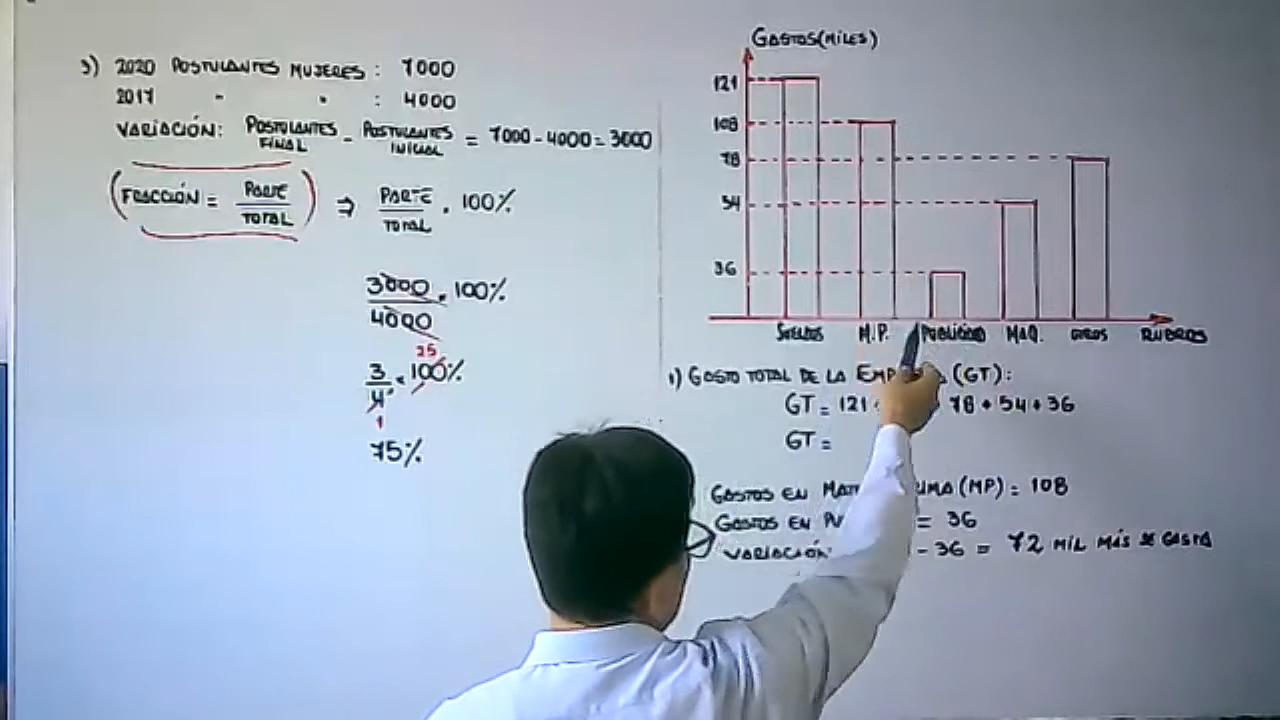 3) 2020 POSTULANTES MUJERES : 7000
2017 " " : 4000
VARIACIÓN: POSTULANTES FINAL - POSTULANTES INICIAL = 7000 - 4000 = 3000
(FRACCIÓN = PARTE/TOTAL) ⇒ PARTE/TOTAL . 100%
3000/4000 . 100%
25
3/4 . 100%
1
75%
GASTOS(MILES)
121
108
78
54
36
SUELDOS M.P. PUBLICIDAD MAQ. OTROS RUBROS
1) GASTO TOTAL DE LA (GT):
GT = 121 78 + 54 + 36
GT =
GASTOS EN (MP) = 108
GASTOS EN = 36
VARIACIÓN: - 36 = 72 MIL MÁS SE GASTA